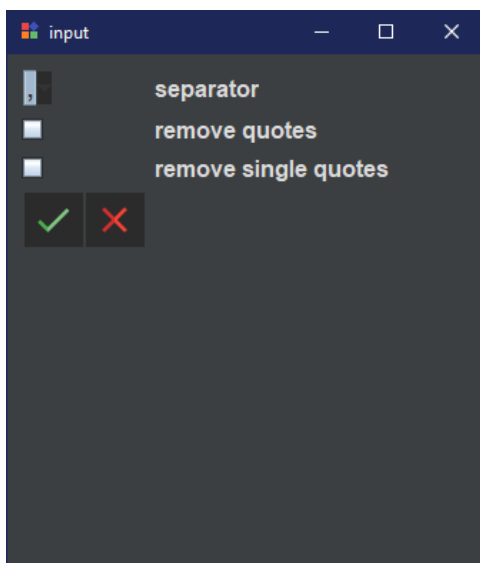 input
, separator
remove quotes
remove single quotes